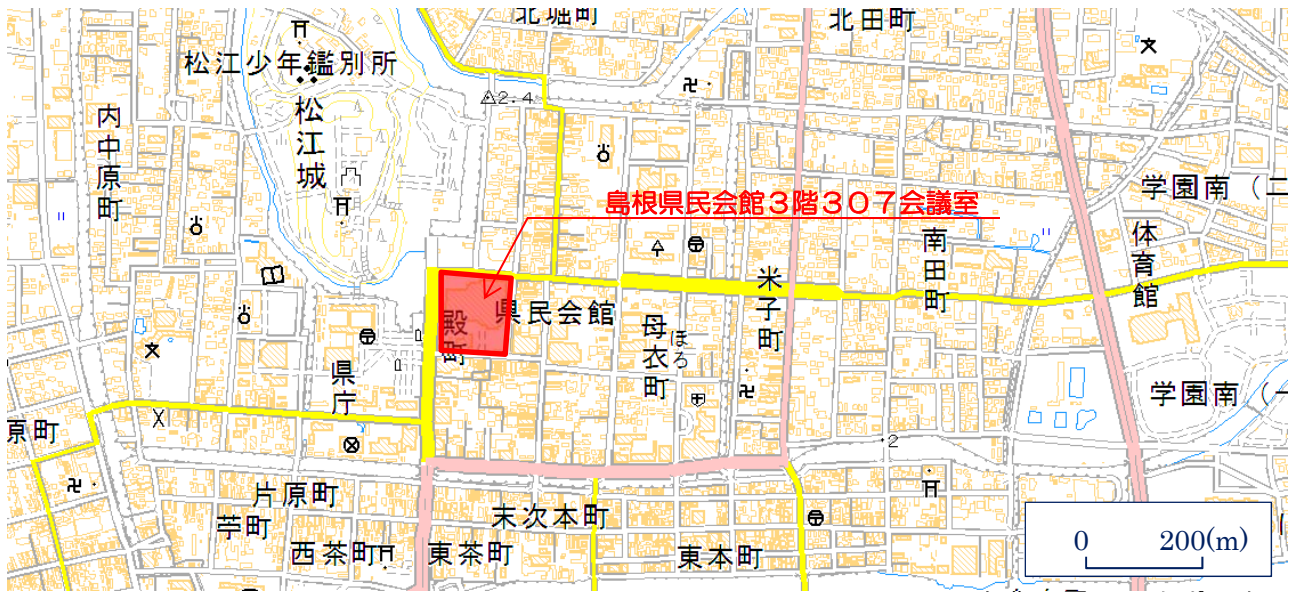 北堀町
北田町
松江少年鑑別所
2.4
松江城
内中原町
島根県民会館3階307会議室
学園南(二
南田町
体育館
米子町
県民会館
殿町
母衣町
ほろ
県庁
学園南(一
原町
2
片原町
苧町
末次本町
西茶町
東茶町
東本町
0 200(m)